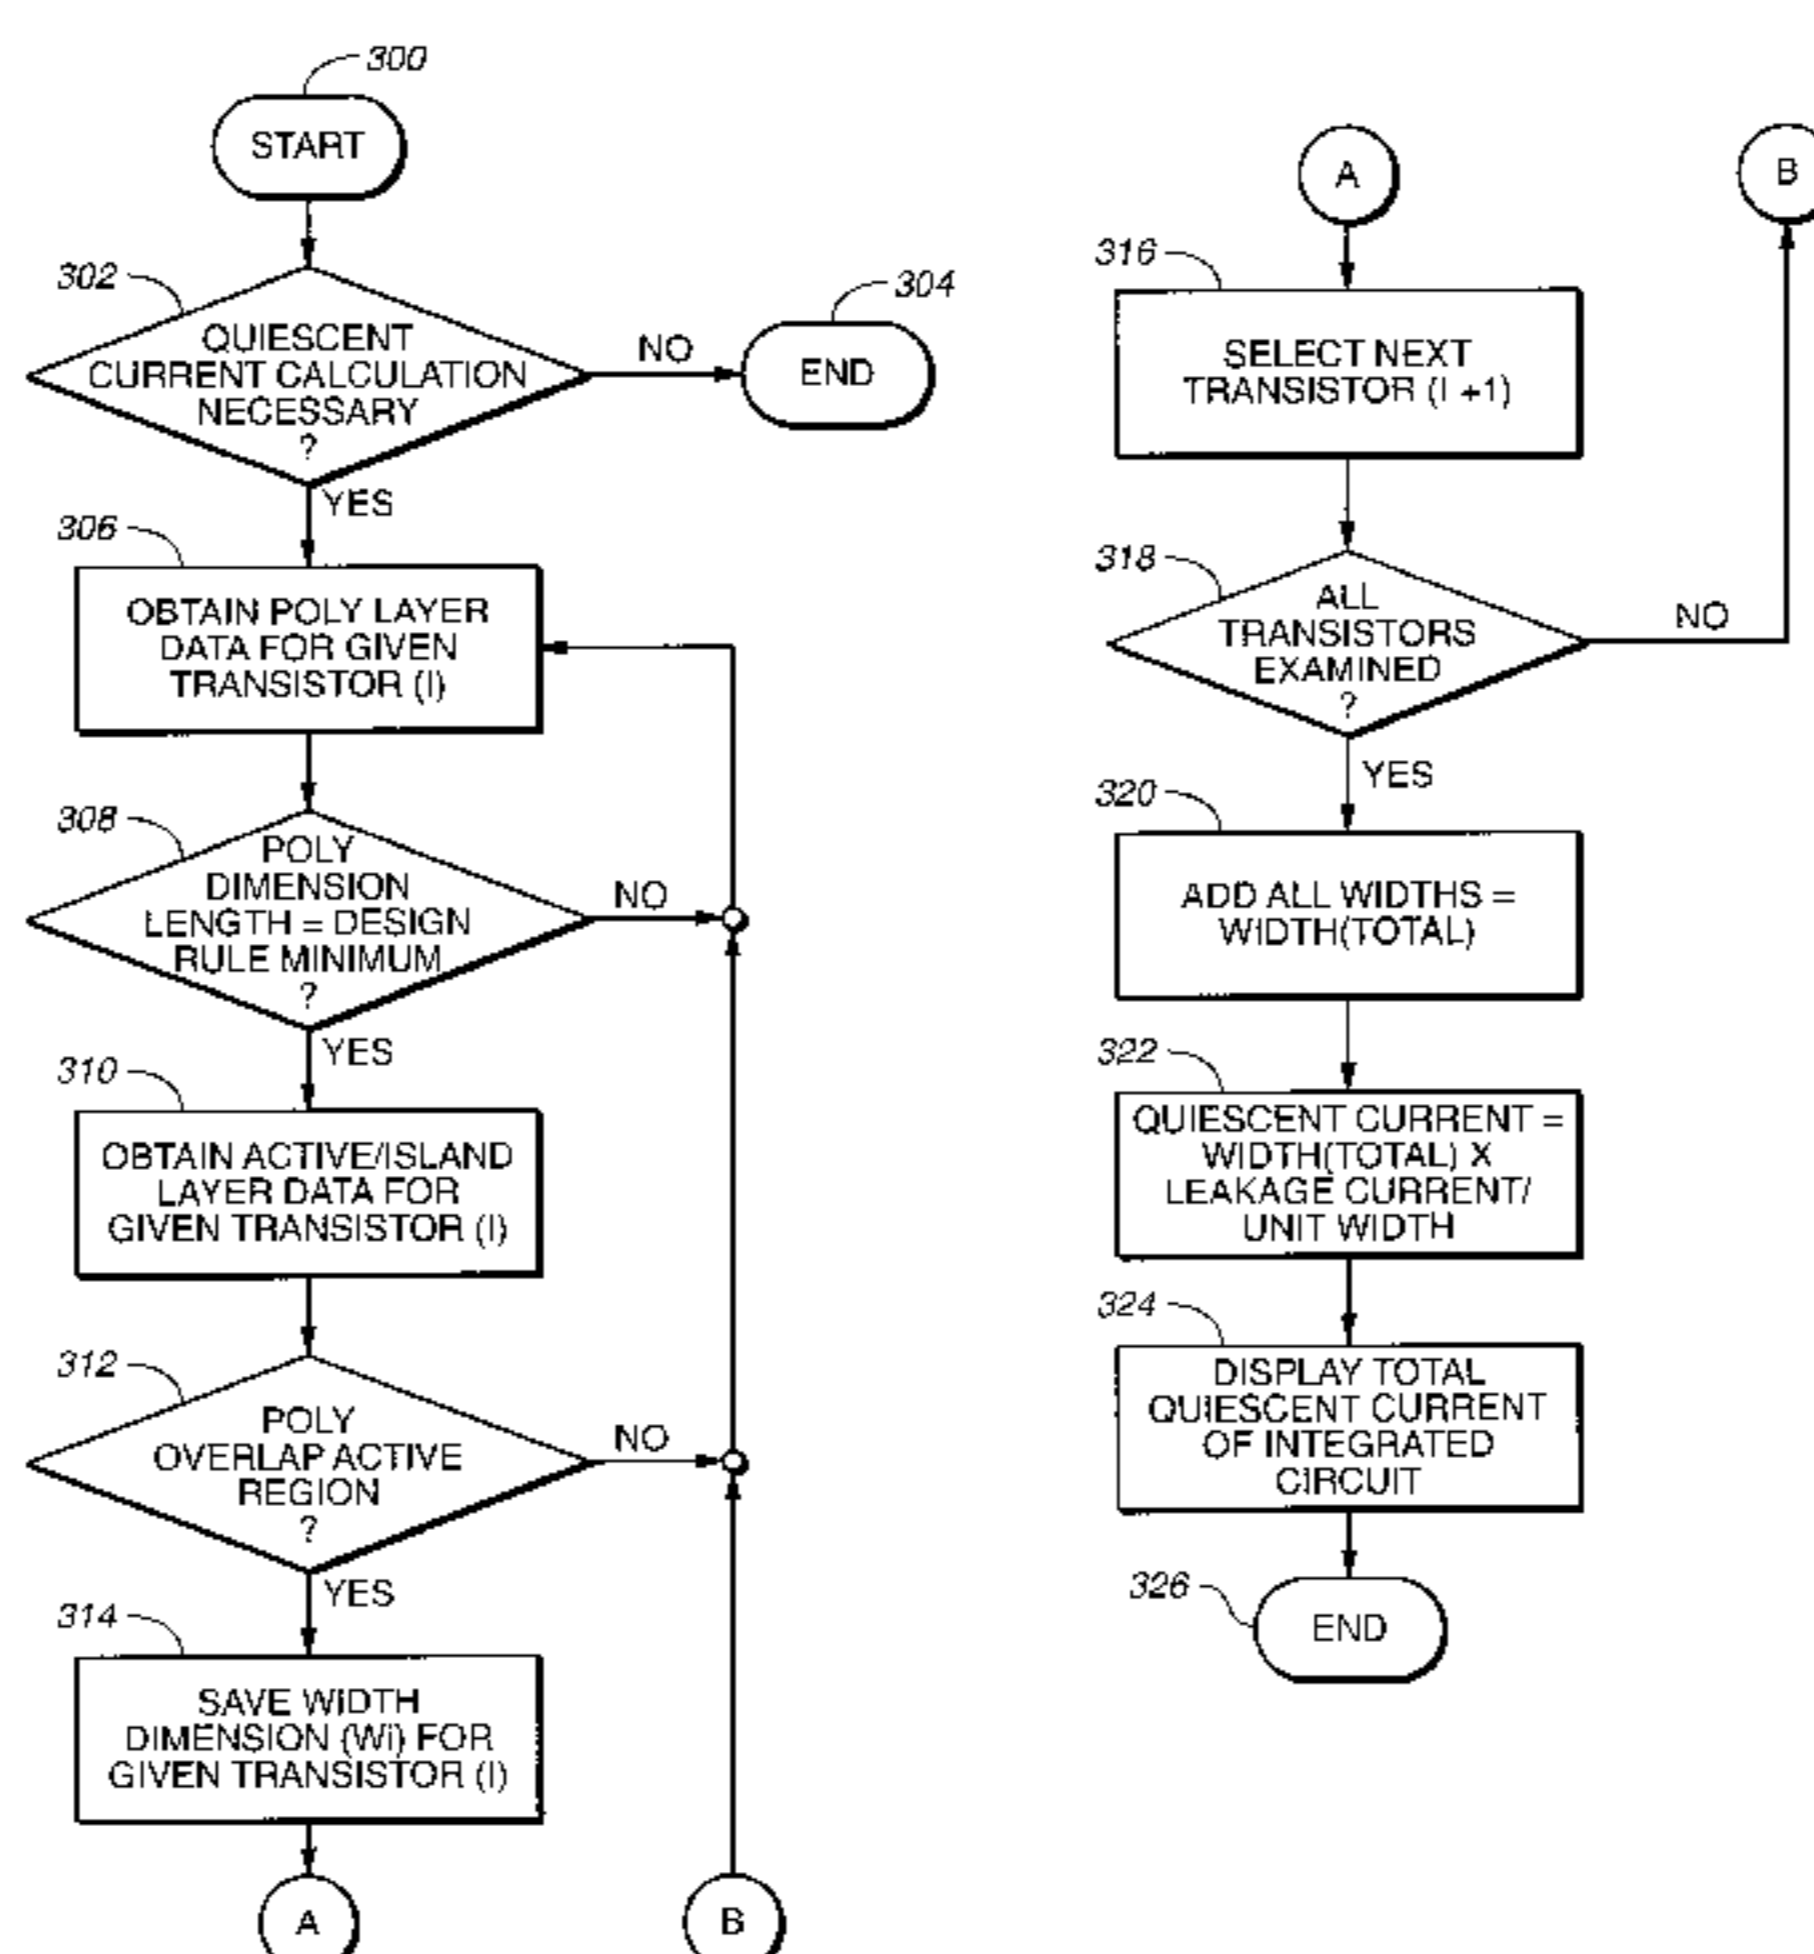 300
START
302
QUIESCENT
CURRENT CALCULATION
NECESSARY
?
NO
304
END
YES
306
OBTAIN POLY LAYER
DATA FOR GIVEN
TRANSISTOR (I)
308
POLY
DIMENSION
LENGTH = DESIGN
RULE MINIMUM
?
NO
YES
310
OBTAIN ACTIVE/ISLAND
LAYER DATA FOR
GIVEN TRANSISTOR (I)
312
POLY
OVERLAP ACTIVE
REGION
?
NO
YES
314
SAVE WIDTH
DIMENSION (Wi) FOR
GIVEN TRANSISTOR (I)
A
B
A
B
316
SELECT NEXT
TRANSISTOR (I +1)
318
ALL
TRANSISTORS
EXAMINED
?
NO
YES
320
ADD ALL WIDTHS =
WIDTH(TOTAL)
322
QUIESCENT CURRENT =
WIDTH(TOTAL) X
LEAKAGE CURRENT/
UNIT WIDTH
324
DISPLAY TOTAL
QUIESCENT CURRENT
OF INTEGRATED
CIRCUIT
326
END